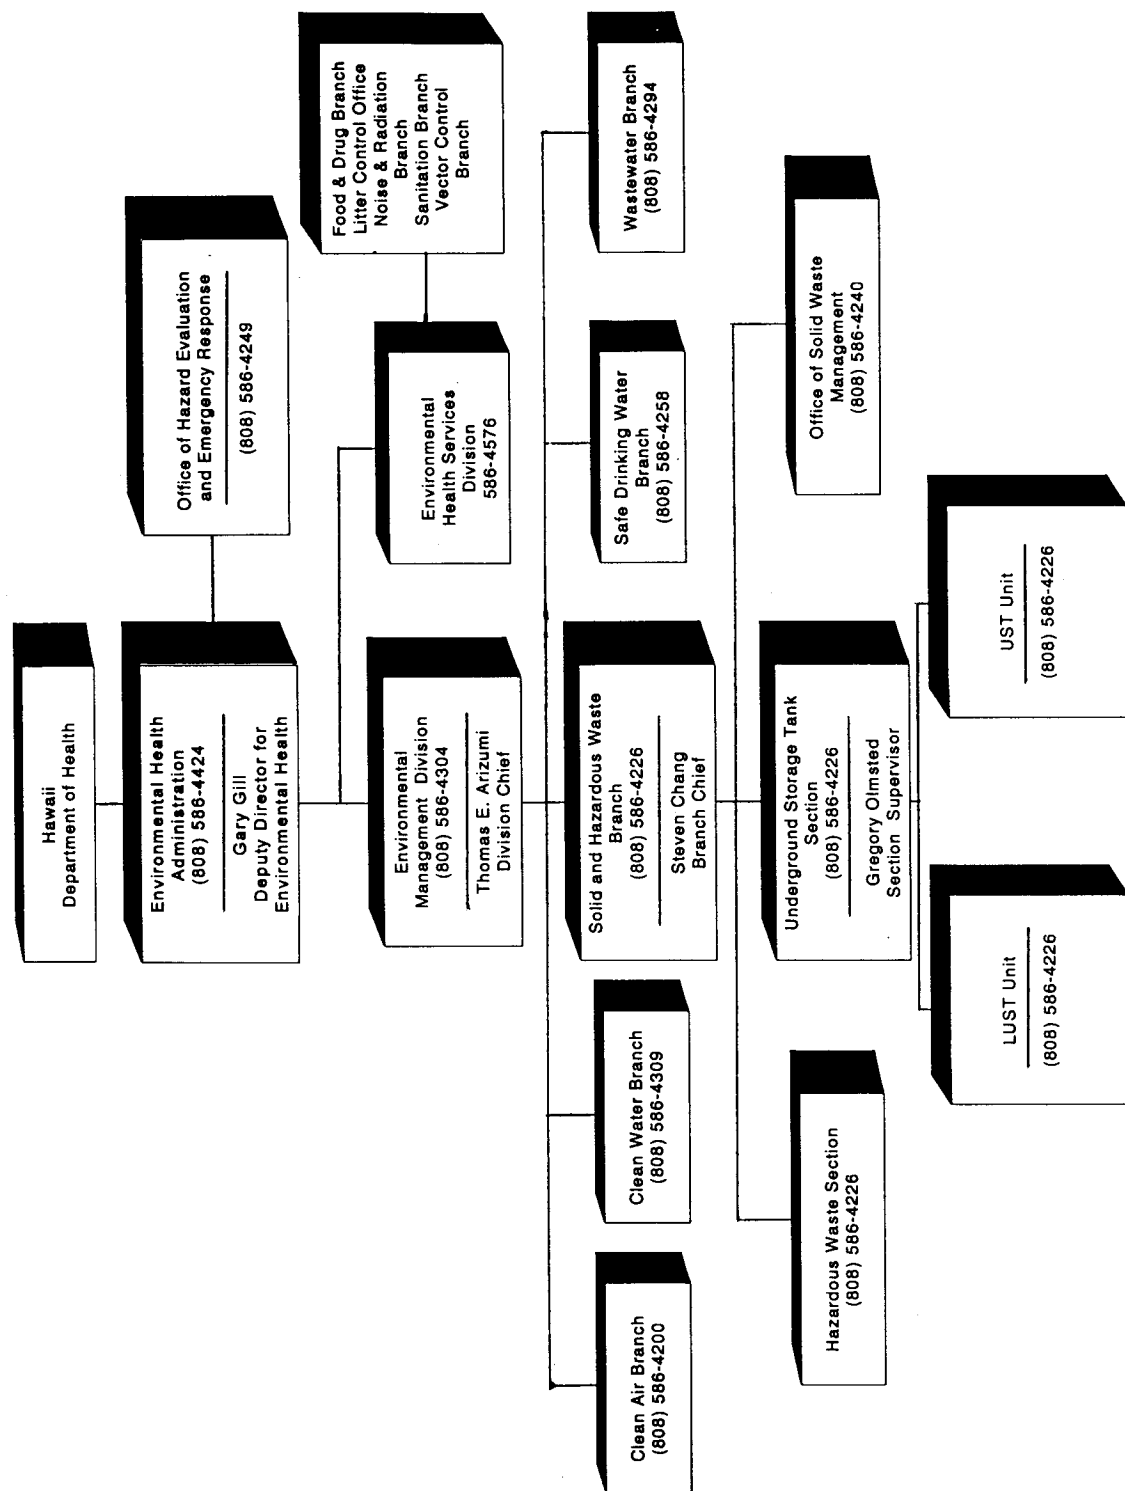 Hawaii
Department of Health
Environmental Health
Administration
(808) 586-4424
Gary Gill
Deputy Director for
Environmental Health
Office of Hazard Evaluation
and Emergency Response
(808) 586-4249
Environmental
Management Division
(808) 586-4304
Thomas E. Arizumi
Division Chief
Environmental
Health Services
Division
586-4576
Food & Drug Branch
Litter Control Office
Noise & Radiation
Branch
Sanitation Branch
Vector Control
Branch
Clean Air Branch
(808) 586-4200
Clean Water Branch
(808) 586-4309
Solid and Hazardous Waste
Branch
(808) 586-4226
Steven Chang
Branch Chief
Safe Drinking Water
Branch
(808) 586-4258
Wastewater Branch
(808) 586-4294
Hazardous Waste Section
(808) 586-4226
Underground Storage Tank
Section
(808) 586-4226
Gregory Olmsted
Section Supervisor
Office of Solid Waste
Management
(808) 586-4240
LUST Unit
(808) 586-4226
UST Unit
(808) 586-4226